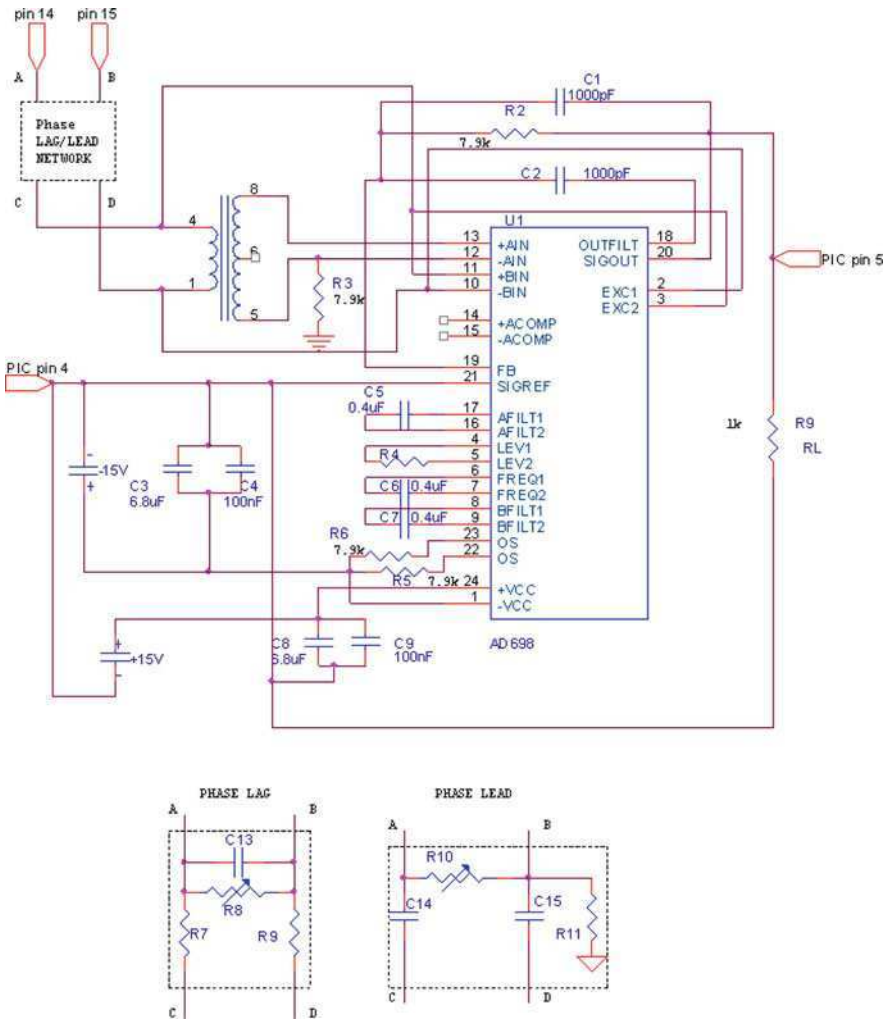 pin 14 pin 15
A B
Phase
LAG/LEAD
NETWORK
C D
C1
1000pF
R2
7.9k
C2 1000pF
4
1
8
6
5
R3
7.9k
U1
13 +AIN
12 -AIN
11 +BIN
10 -BIN
14 +ACOMP
15 -ACOMP
19 FB
21 SIGREF
17 AFILT1
16 AFILT2
4 LEV1
5 LEV2
6 FREQ1
7 FREQ2
8 BFILT1
9 BFILT2
23 OS
22 OS
24 +VCC
1 -VCC
OUTFILT 18
SIGOUT 20
EXC1 2
EXC2 3
AD698
PIC pin 5
PIC pin 4
C5
0.4uF
R4
C6 0.4uF
C7 0.4uF
R6
7.9k
R5 7.9k
-
-15V
+
C3
6.8uF
C4
100nF
+
+15V
-
C8
6.8uF
C9
100nF
1k R9
RL
PHASE LAG
A B
C13
R8
R7 R9
C D
PHASE LEAD
A B
R10
C14 C15
R11
C D